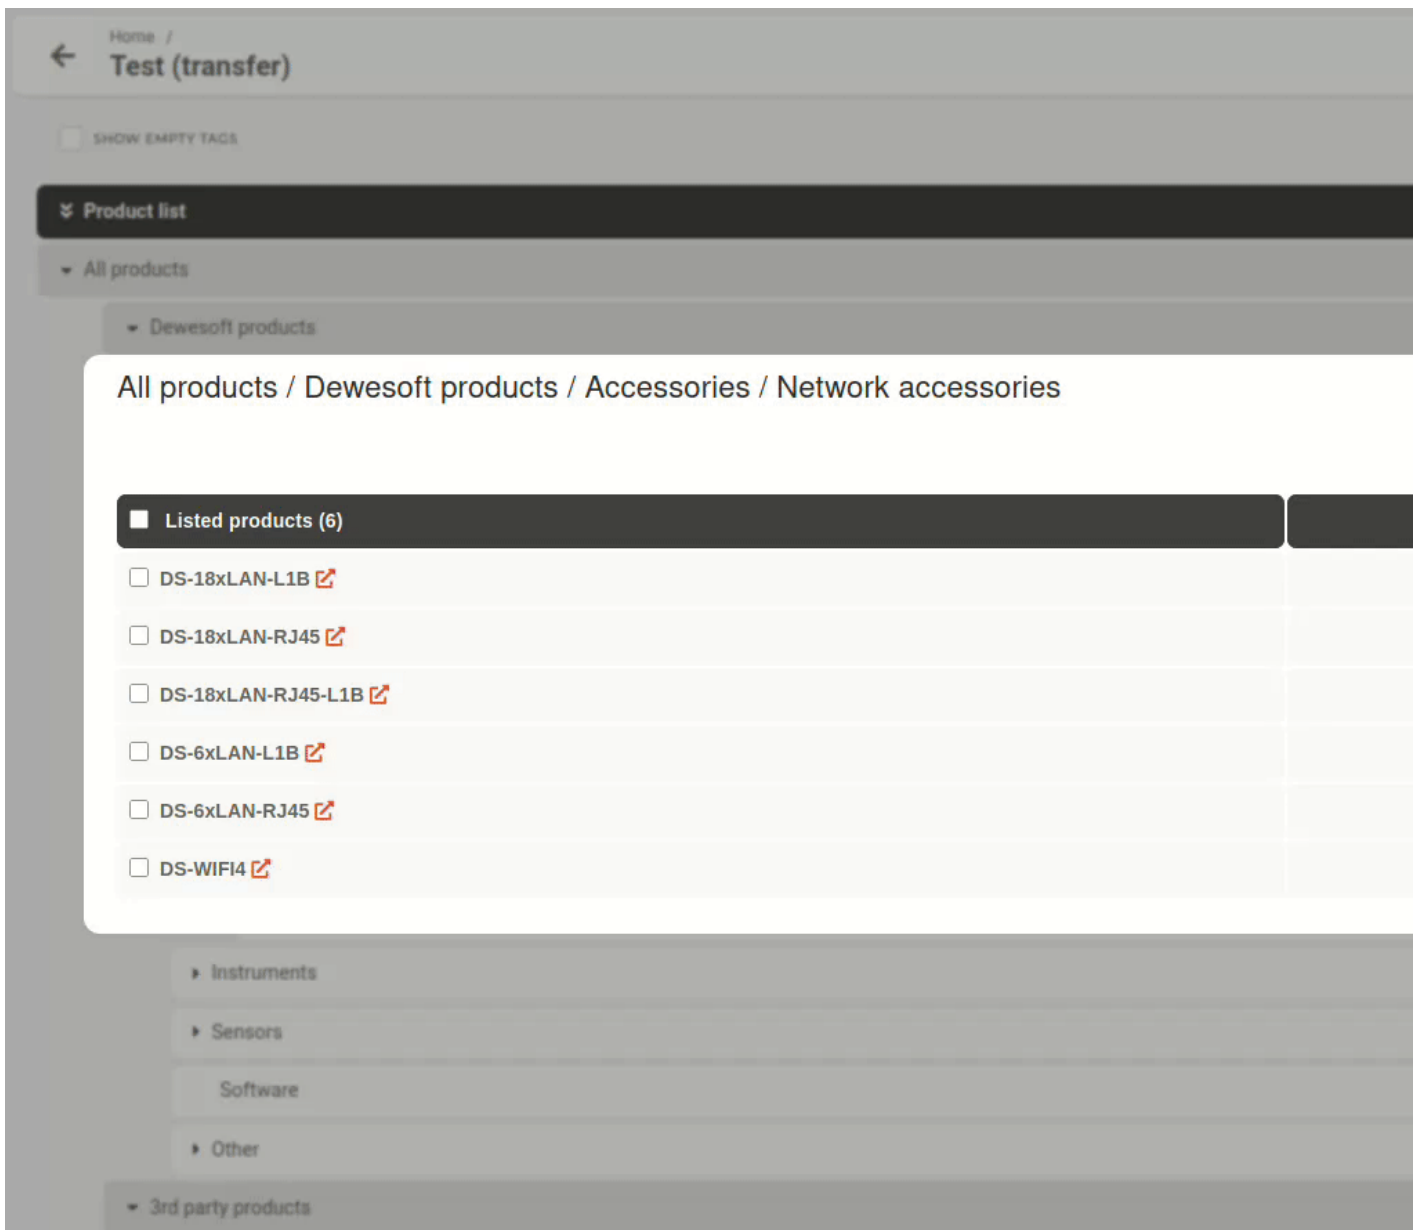 Home /
Test (transfer)
SHOW EMPTY TAGS
Product list
All products
Dewesoft products
All products / Dewesoft products / Accessories / Network accessories
Listed products (6)
DS-18xLAN-L1B
DS-18xLAN-RJ45
DS-18xLAN-RJ45-L1B
DS-6xLAN-L1B
DS-6xLAN-RJ45
DS-WIFI4
Instruments
Sensors
Software
Other
3rd party products